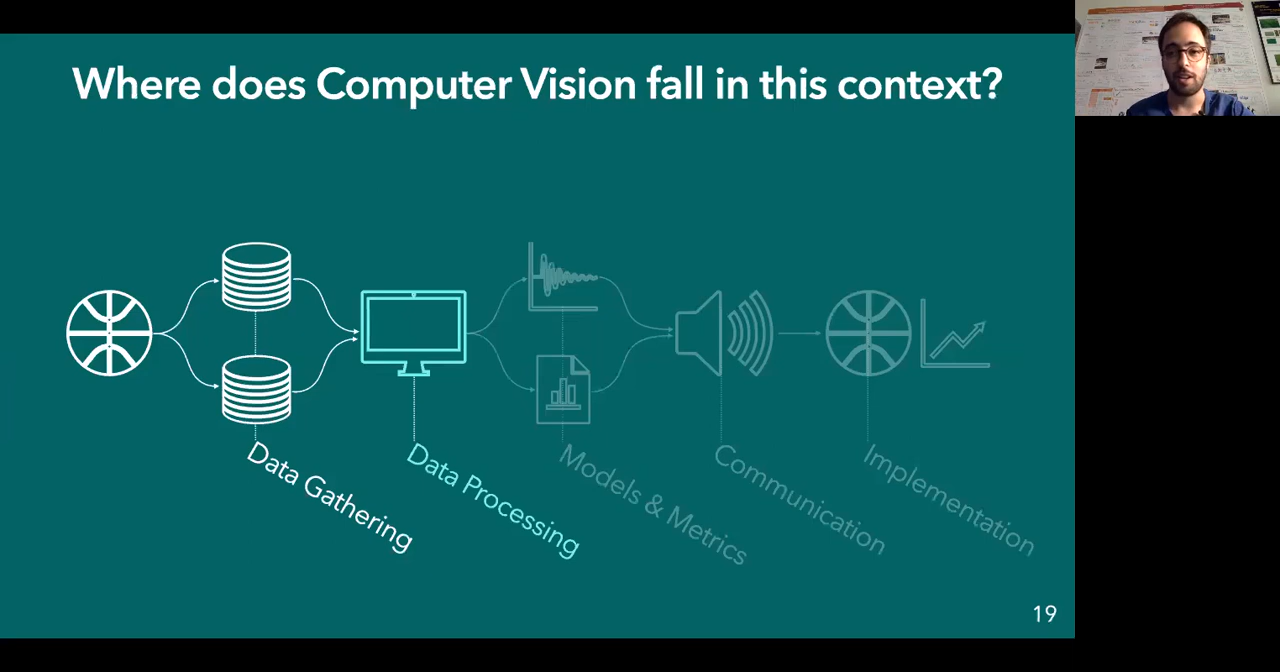 Where does Computer Vision fall in this context?
Data Gathering
Data Processing
Models & Metrics
Communication
Implementation
19